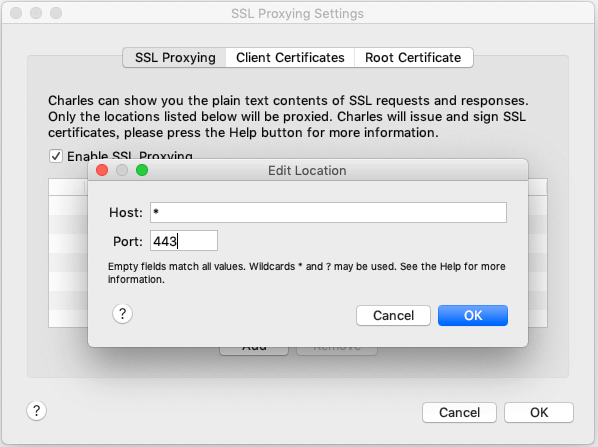 SSL Proxying Settings
SSL Proxying Client Certificates Root Certificate
Charles can show you the plain text contents of SSL requests and responses.
Only the locations listed below will be proxied. Charles will issue and sign SSL
certificates, please press the Help button for more information.
Enable SSL Proxying
Edit Location
Host: *
Port: 443
Empty fields match all values. Wildcards * and ? may be used. See the Help for more
information.
? Cancel OK
Add Remove
? Cancel OK